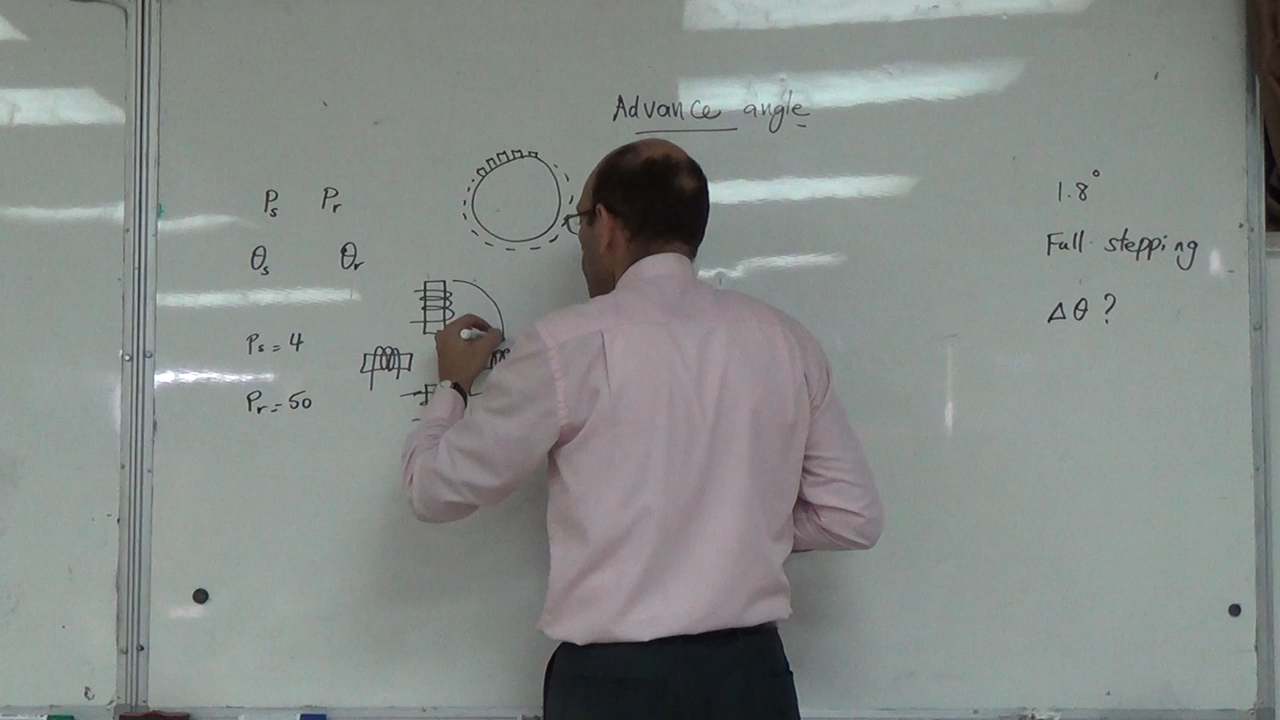 Advance angle
Ps Pr
θs θr
Ps = 4
Pr = 50
1.8°
Full stepping
Δθ ?